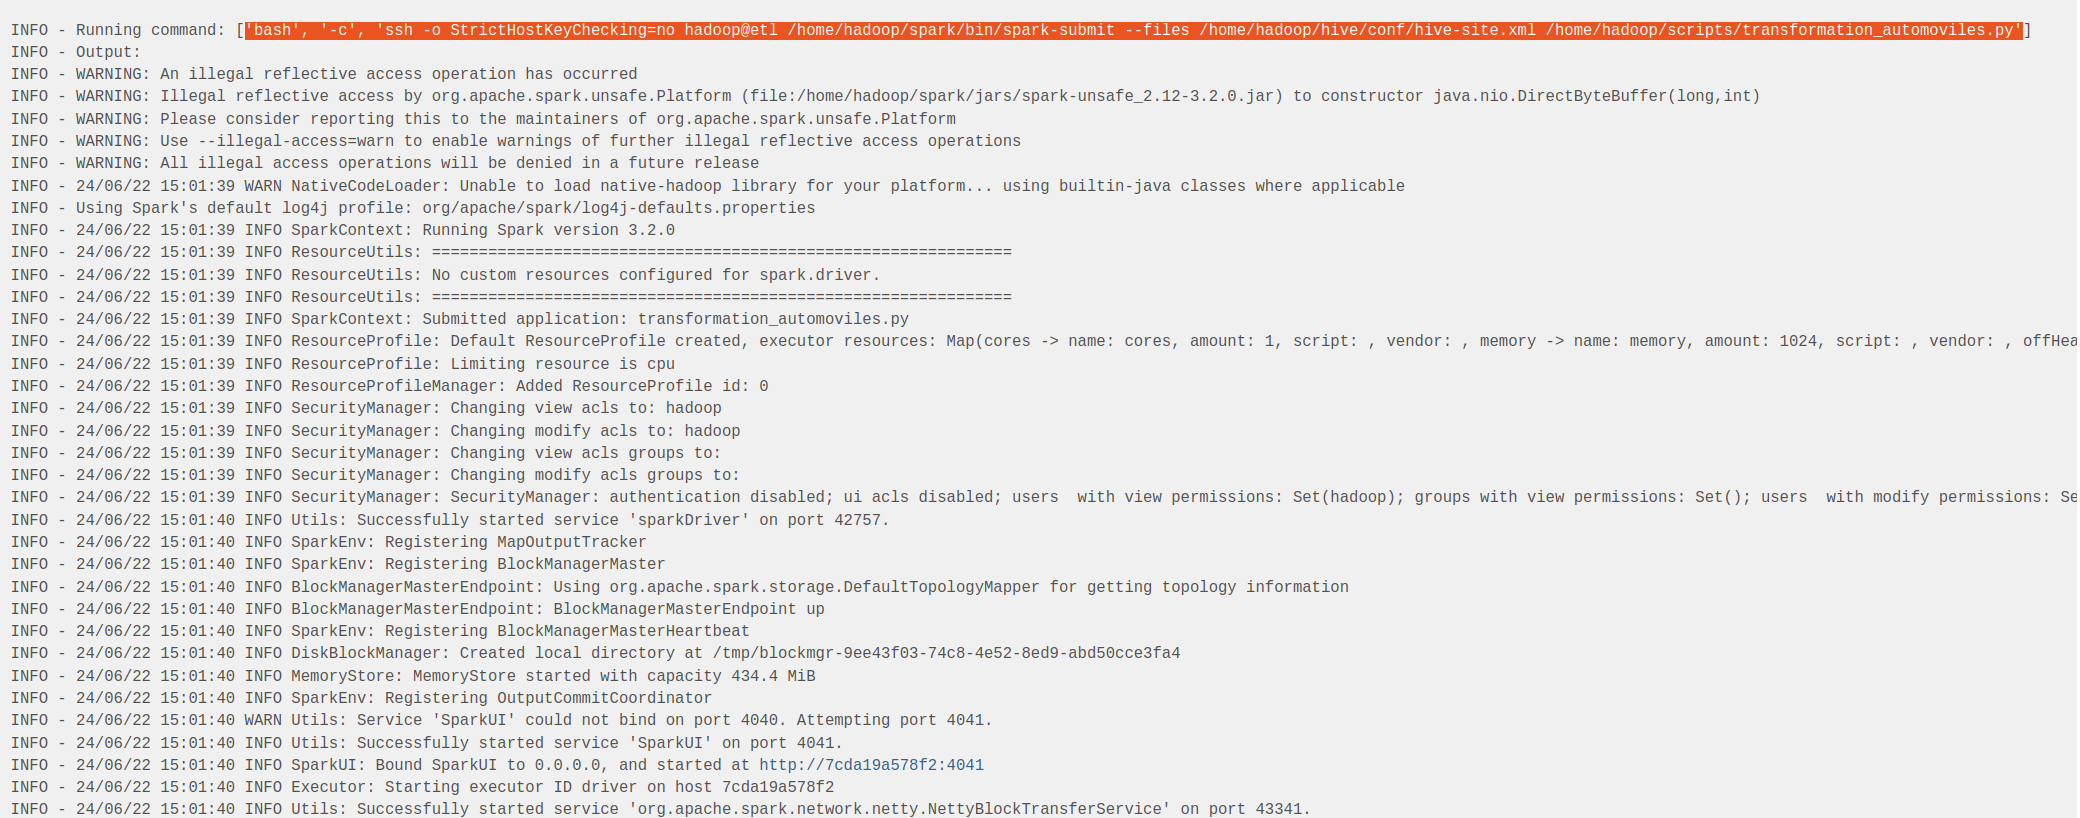 INFO - Running command: ['bash', '-c', 'ssh -o StrictHostKeyChecking=no hadoop@etl /home/hadoop/spark/bin/spark-submit --files /home/hadoop/hive/conf/hive-site.xml /home/hadoop/scripts/transformation_automoviles.py']
INFO - Output:
INFO - WARNING: An illegal reflective access operation has occurred
INFO - WARNING: Illegal reflective access by org.apache.spark.unsafe.Platform (file:/home/hadoop/spark/jars/spark-unsafe_2.12-3.2.0.jar) to constructor java.nio.DirectByteBuffer(long,int)
INFO - WARNING: Please consider reporting this to the maintainers of org.apache.spark.unsafe.Platform
INFO - WARNING: Use --illegal-access=warn to enable warnings of further illegal reflective access operations
INFO - WARNING: All illegal access operations will be denied in a future release
INFO - 24/06/22 15:01:39 WARN NativeCodeLoader: Unable to load native-hadoop library for your platform... using builtin-java classes where applicable
INFO - Using Spark's default log4j profile: org/apache/spark/log4j-defaults.properties
INFO - 24/06/22 15:01:39 INFO SparkContext: Running Spark version 3.2.0
INFO - 24/06/22 15:01:39 INFO ResourceUtils: ==============================================================
INFO - 24/06/22 15:01:39 INFO ResourceUtils: No custom resources configured for spark.driver.
INFO - 24/06/22 15:01:39 INFO ResourceUtils: ==============================================================
INFO - 24/06/22 15:01:39 INFO SparkContext: Submitted application: transformation_automoviles.py
INFO - 24/06/22 15:01:39 INFO ResourceProfile: Default ResourceProfile created, executor resources: Map(cores -> name: cores, amount: 1, script: , vendor: , memory -> name: memory, amount: 1024, script: , vendor: , offHea
INFO - 24/06/22 15:01:39 INFO ResourceProfile: Limiting resource is cpu
INFO - 24/06/22 15:01:39 INFO ResourceProfileManager: Added ResourceProfile id: 0
INFO - 24/06/22 15:01:39 INFO SecurityManager: Changing view acls to: hadoop
INFO - 24/06/22 15:01:39 INFO SecurityManager: Changing modify acls to: hadoop
INFO - 24/06/22 15:01:39 INFO SecurityManager: Changing view acls groups to:
INFO - 24/06/22 15:01:39 INFO SecurityManager: Changing modify acls groups to:
INFO - 24/06/22 15:01:39 INFO SecurityManager: SecurityManager: authentication disabled; ui acls disabled; users  with view permissions: Set(hadoop); groups with view permissions: Set(); users  with modify permissions: Se
INFO - 24/06/22 15:01:40 INFO Utils: Successfully started service 'sparkDriver' on port 42757.
INFO - 24/06/22 15:01:40 INFO SparkEnv: Registering MapOutputTracker
INFO - 24/06/22 15:01:40 INFO SparkEnv: Registering BlockManagerMaster
INFO - 24/06/22 15:01:40 INFO BlockManagerMasterEndpoint: Using org.apache.spark.storage.DefaultTopologyMapper for getting topology information
INFO - 24/06/22 15:01:40 INFO BlockManagerMasterEndpoint: BlockManagerMasterEndpoint up
INFO - 24/06/22 15:01:40 INFO SparkEnv: Registering BlockManagerMasterHeartbeat
INFO - 24/06/22 15:01:40 INFO DiskBlockManager: Created local directory at /tmp/blockmgr-9ee43f03-74c8-4e52-8ed9-abd50cce3fa4
INFO - 24/06/22 15:01:40 INFO MemoryStore: MemoryStore started with capacity 434.4 MiB
INFO - 24/06/22 15:01:40 INFO SparkEnv: Registering OutputCommitCoordinator
INFO - 24/06/22 15:01:40 WARN Utils: Service 'SparkUI' could not bind on port 4040. Attempting port 4041.
INFO - 24/06/22 15:01:40 INFO Utils: Successfully started service 'SparkUI' on port 4041.
INFO - 24/06/22 15:01:40 INFO SparkUI: Bound SparkUI to 0.0.0.0, and started at http://7cda19a578f2:4041
INFO - 24/06/22 15:01:40 INFO Executor: Starting executor ID driver on host 7cda19a578f2
INFO - 24/06/22 15:01:40 INFO Utils: Successfully started service 'org.apache.spark.network.netty.NettyBlockTransferService' on port 43341.